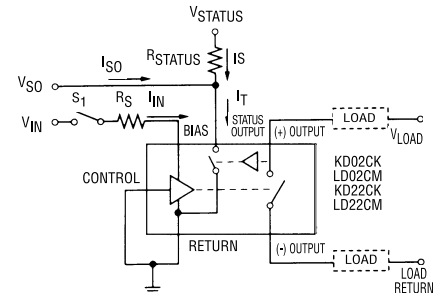 VSTATUS
RSTATUS
IS
ISO
VSO
IT
S1
RS
IIN
VIN
BIAS
STATUS OUTPUT
(+) OUTPUT
LOAD
VLOAD
KD02CK
LD02CM
KD22CK
LD22CM
CONTROL
RETURN
(-) OUTPUT
LOAD
LOAD RETURN